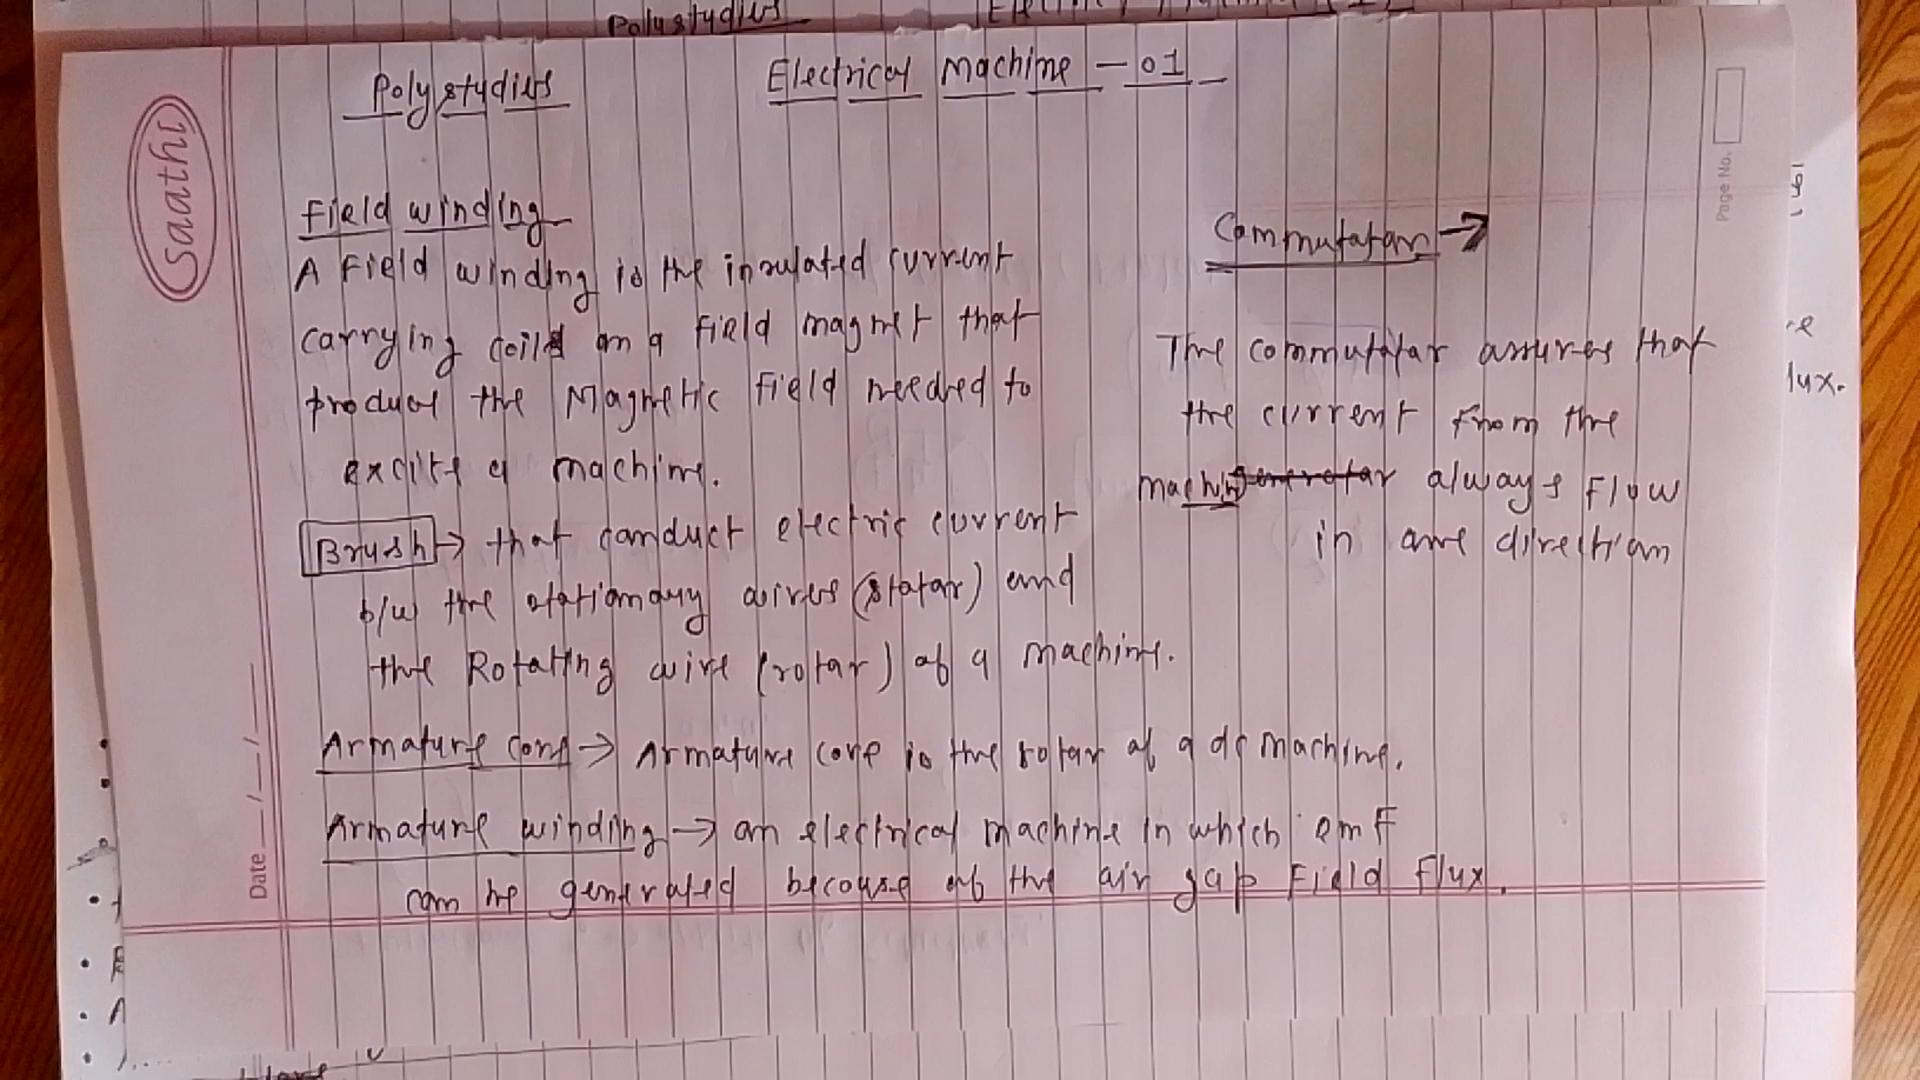 Polystudies
Polystudies Electrical Machine - 01
Saathi
Page No.
Field winding
A Field winding is the insulated current
carrying coils on a field magnet that
produces the Magnetic field needed to
excite a machine.
Brush → that conduct electric current
b/w the stationary wires (stator) and
the Rotating wire (rotor) of a machine.
Commutator →
The commutator assures that
the current from the
machin generator always flow
in one direction
Armature core → Armature core is the rotor of a dc machine.
Armature winding → an electrical machine in which emf
can be generated because of the air gap Field Flux.
Date
lux.